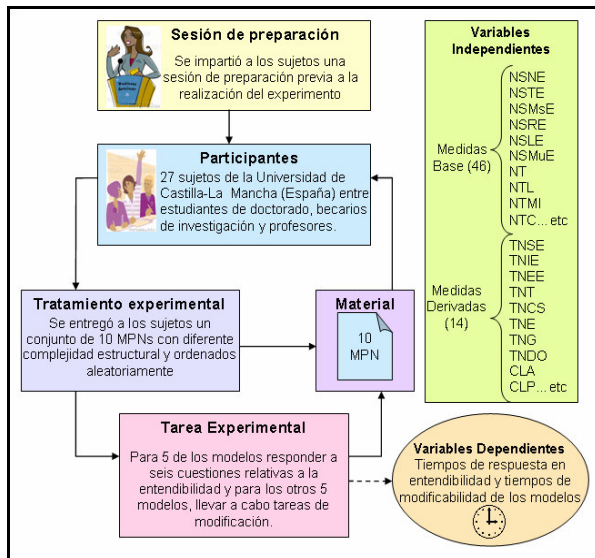 Sesión de preparación
Se impartió a los sujetos una
sesión de preparación previa a la
realización del experimento
Participantes
27 sujetos de la Universidad de
Castilla-La Mancha (España) entre
estudiantes de doctorado, becarios
de investigación y profesores.
Tratamiento experimental
Se entregó a los sujetos un
conjunto de 10 MPNs con diferente
complejidad estructural y ordenados
aleatoriamente
Material
10
MPN
Tarea Experimental
Para 5 de los modelos responder a
seis cuestiones relativas a la
entendibilidad y para los otros 5
modelos, llevar a cabo tareas de
modificación.
Variables
Independientes
Medidas
Base (46)
NSNE
NSTE
NSMsE
NSRE
NSLE
NSMuE
NT
NTL
NTMI
NTC...etc
Medidas
Derivadas
(14)
TNSE
TNIE
TNEE
TNT
TNCS
TNE
TNG
TNDO
CLA
CLP...etc
Variables Dependientes
Tiempos de respuesta en
entendibilidad y tiempos de
modificabilidad de los modelos